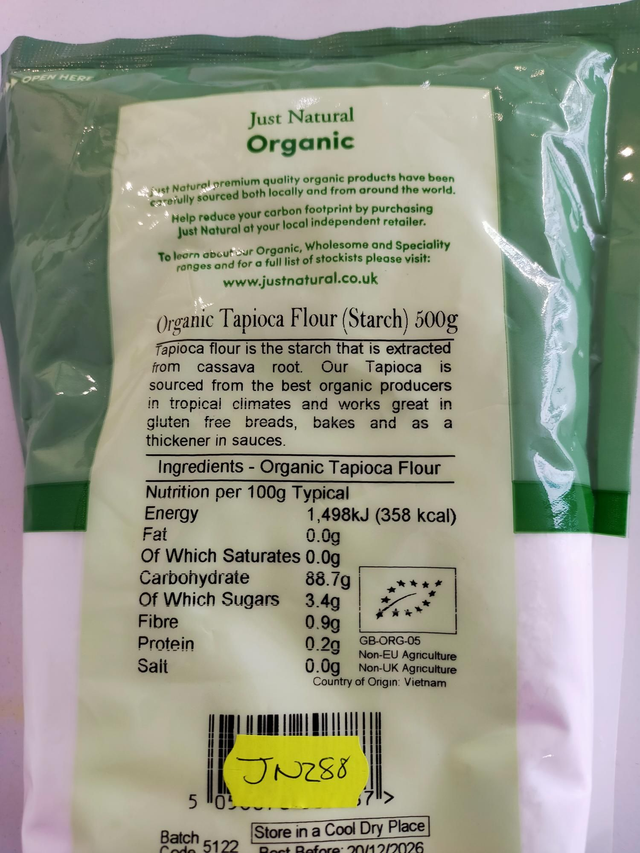 OPEN HERE
Just Natural
Organic
Just Natural premium quality organic products have been
carefully sourced both locally and from around the world.
Help reduce your carbon footprint by purchasing
Just Natural at your local independent retailer.
To learn about our Organic, Wholesome and Speciality
ranges and for a full list of stockists please visit:
www.justnatural.co.uk
Organic Tapioca Flour (Starch) 500g
Tapioca flour is the starch that is extracted
from cassava root. Our Tapioca is
sourced from the best organic producers
in tropical climates and works great in
gluten free breads, bakes and as a
thickener in sauces.
Ingredients - Organic Tapioca Flour
Nutrition per 100g Typical
Energy 1,498kJ (358 kcal)
Fat 0.0g
Of Which Saturates 0.0g
Carbohydrate 88.7g
Of Which Sugars 3.4g
Fibre 0.9g
Protein 0.2g
Salt 0.0g
GB-ORG-05
Non-EU Agriculture
Non-UK Agriculture
Country of Origin: Vietnam
JN288
5
Batch
Code 5122
Store in a Cool Dry Place
Best Before: 20/12/2026